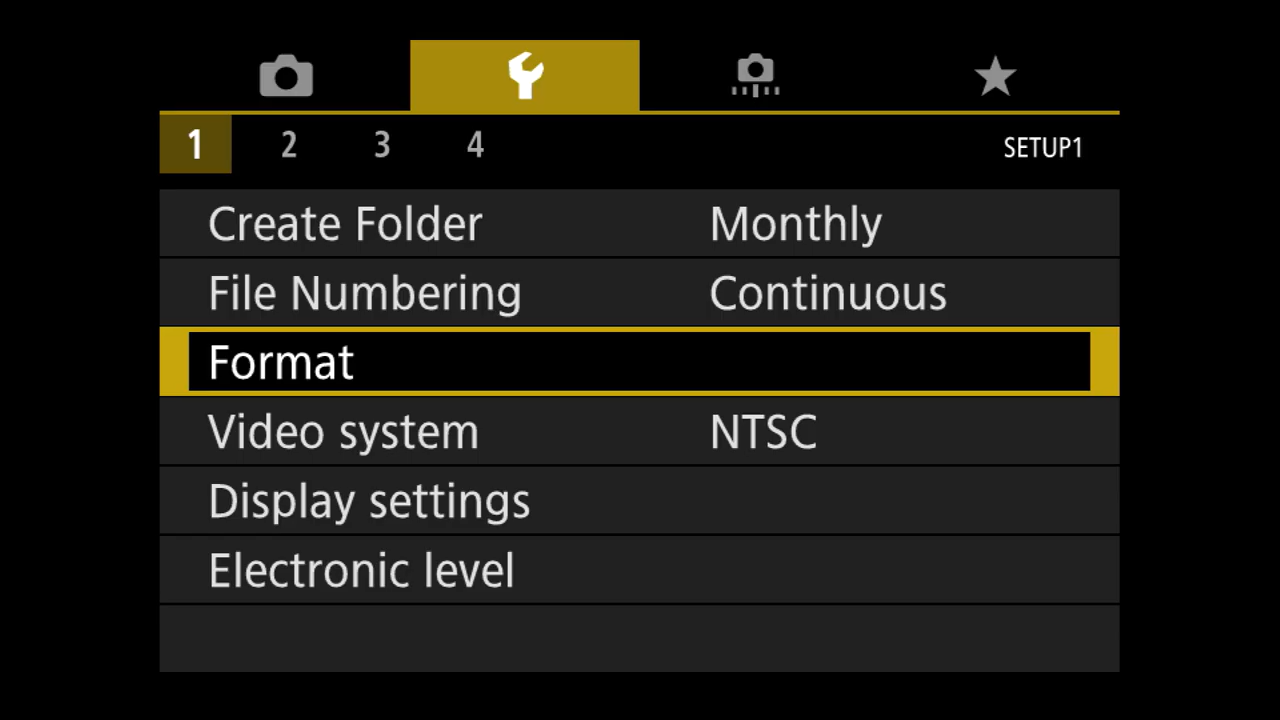 1 2 3 4 SETUP1
Create Folder Monthly
File Numbering Continuous
Format
Video system NTSC
Display settings
Electronic level